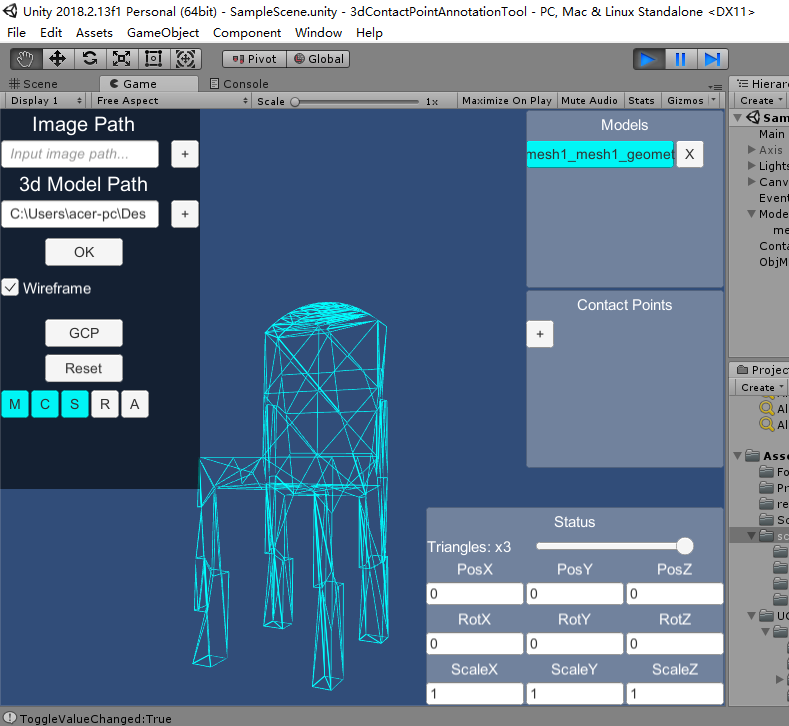 Unity 2018.2.13f1 Personal (64bit) - SampleScene.unity - 3dContactPointAnnotationTool - PC, Mac & Linux Standalone <DX11>
File Edit Assets GameObject Component Window Help
Pivot Global
Scene Game Console Hierar
Display 1 Free Aspect Scale 1x Maximize On Play Mute Audio Stats Gizmos Create
Image Path
Input image path... +
3d Model Path
C:\Users\acer-pc\Des +
OK
Wireframe
GCP
Reset
M C S R A
Models
mesh1_mesh1_geomet X
Contact Points
+
Status
Triangles: x3
PosX PosY PosZ
0 0 0
RotX RotY RotZ
0 0 0
ScaleX ScaleY ScaleZ
1 1 1
Sam
Main
Axis
Lights
Canv
Event
Mode
me
Conta
ObjM
Projec
Create
Al
Al
Asse
Fo
Pr
re
Sc
sc
UG
ToggleValueChanged:True